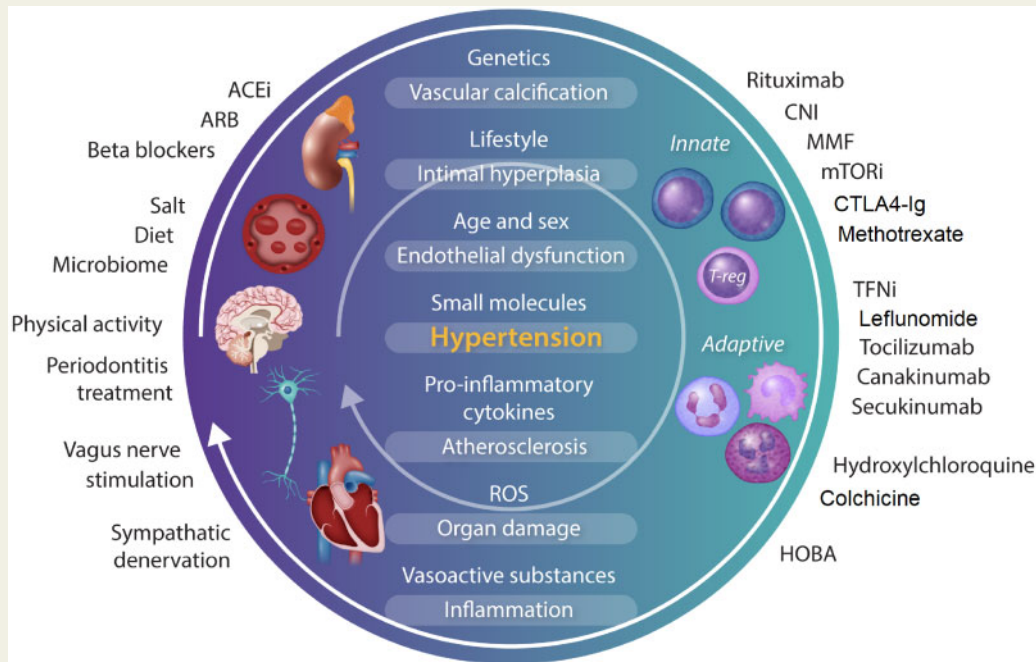 ACEi
ARB
Beta blockers
Salt
Diet
Microbiome
Physical activity
Periodontitis
treatment
Vagus nerve
stimulation
Sympathatic
denervation
Genetics
Vascular calcification
Lifestyle
Intimal hyperplasia
Age and sex
Endothelial dysfunction
Small molecules
Hypertension
Pro-inflammatory
cytokines
Atherosclerosis
ROS
Organ damage
Vasoactive substances
Inflammation
Innate
T-reg
Adaptive
Rituximab
CNI
MMF
mTORi
CTLA4-Ig
Methotrexate
TFNi
Leflunomide
Tocilizumab
Canakinumab
Secukinumab
Hydroxylchloroquine
Colchicine
HOBA